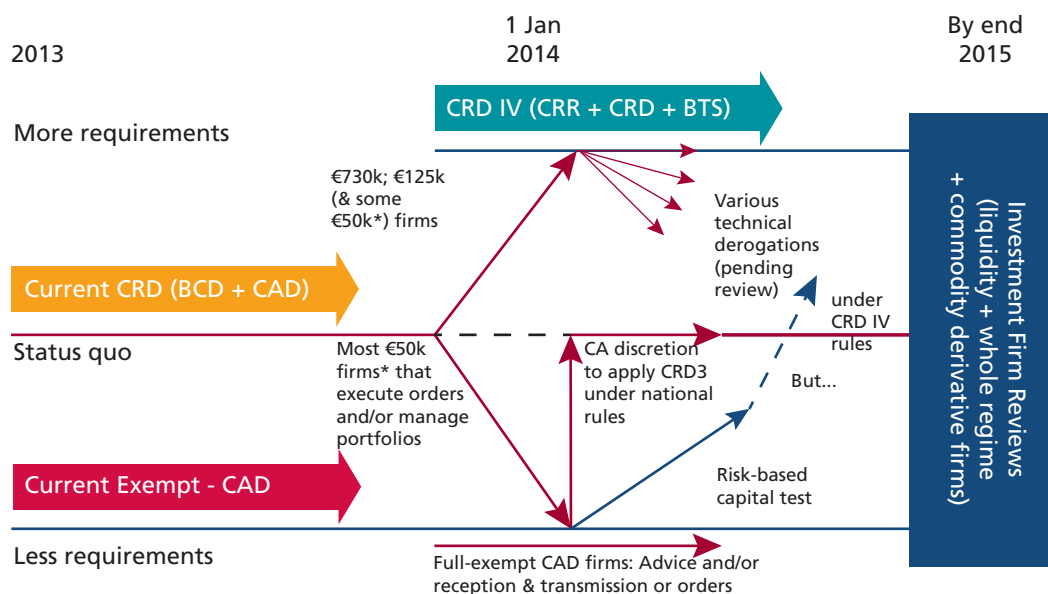 2013
1 Jan
2014
By end
2015
CRD IV (CRR + CRD + BTS)
More requirements
€730k; €125k
(& some
€50k*) firms
Various
technical
derogations
(pending
review)
Current CRD (BCD + CAD)
under
CRD IV
rules
Status quo
Most €50k
firms* that
execute orders
and/or manage
portfolios
CA discretion
to apply CRD3
under national
rules
But...
Current Exempt - CAD
Risk-based
capital test
Less requirements
Full-exempt CAD firms: Advice and/or
reception & transmission or orders
Investment Firm Reviews
(liquidity + whole regime
+ commodity derivative firms)